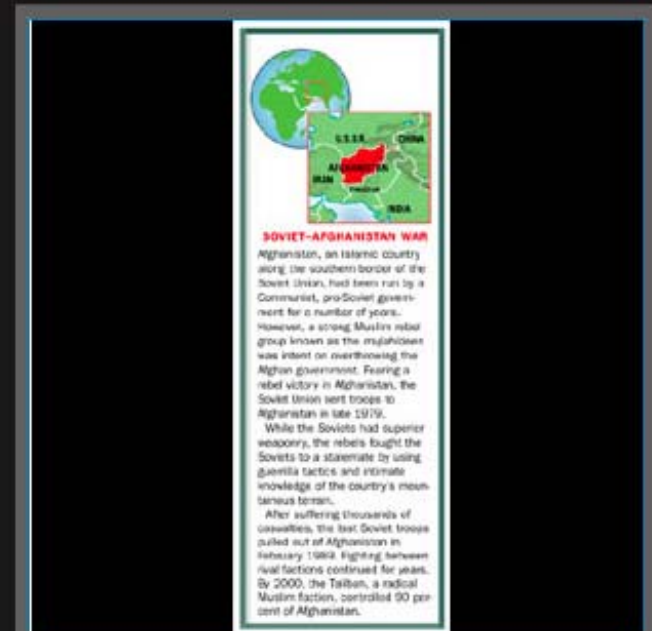 U.S.S.R. CHINA
AFGHANISTAN
IRAN
PAKISTAN
INDIA
SOVIET–AFGHANISTAN WAR
Afghanistan, an Islamic country
along the southern border of the
Soviet Union, had been run by a
Communist, pro-Soviet govern-
ment for a number of years.
However, a strong Muslim rebel
group known as the mujahideen
was intent on overthrowing the
Afghan government. Fearing a
rebel victory in Afghanistan, the
Soviet Union sent troops to
Afghanistan in late 1979.
While the Soviets had superior
weaponry, the rebels fought the
Soviets to a stalemate by using
guerrilla tactics and intimate
knowledge of the country's moun-
tainous terrain.
After suffering thousands of
casualties, the last Soviet troops
pulled out of Afghanistan in
February 1989. Fighting between
rival factions continued for years.
By 2000, the Taliban, a radical
Muslim faction, controlled 90 per
cent of Afghanistan.